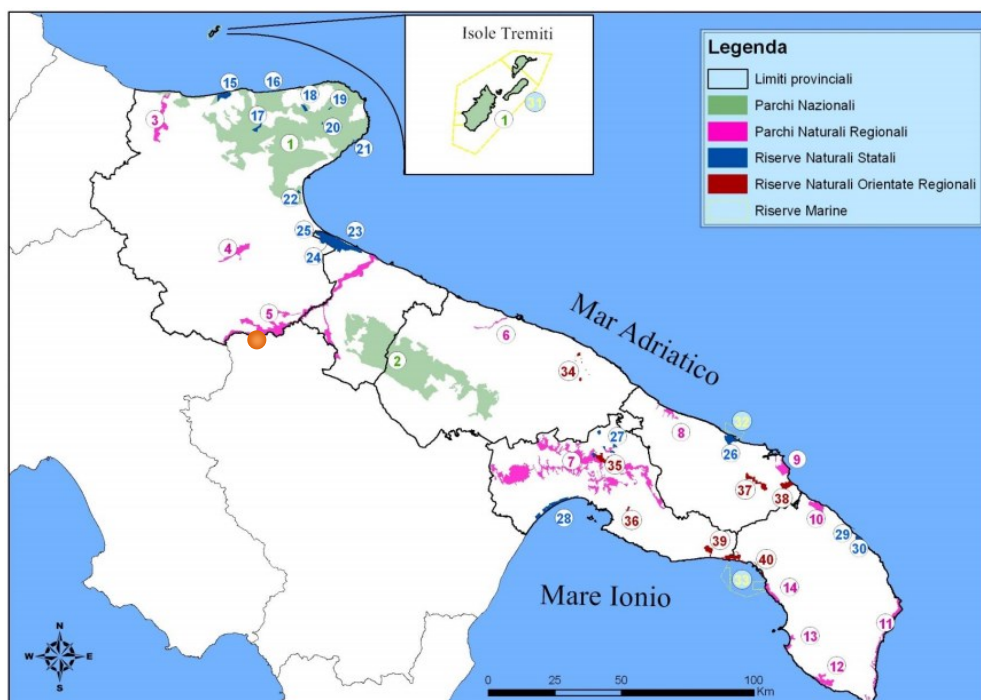 Isole Tremiti
31
1
Legenda
Limiti provinciali
Parchi Nazionali
Parchi Naturali Regionali
Riserve Naturali Statali
Riserve Naturali Orientate Regionali
Riserve Marine
15
16
18
19
3
17
20
1
21
22
25
23
4
24
5
6
Mar Adriatico
2
34
8
32
27
26
9
7
35
37
38
28
36
10
39
29
30
40
33
14
Mare Ionio
11
13
12
N
W
E
S
0
50
100
Km